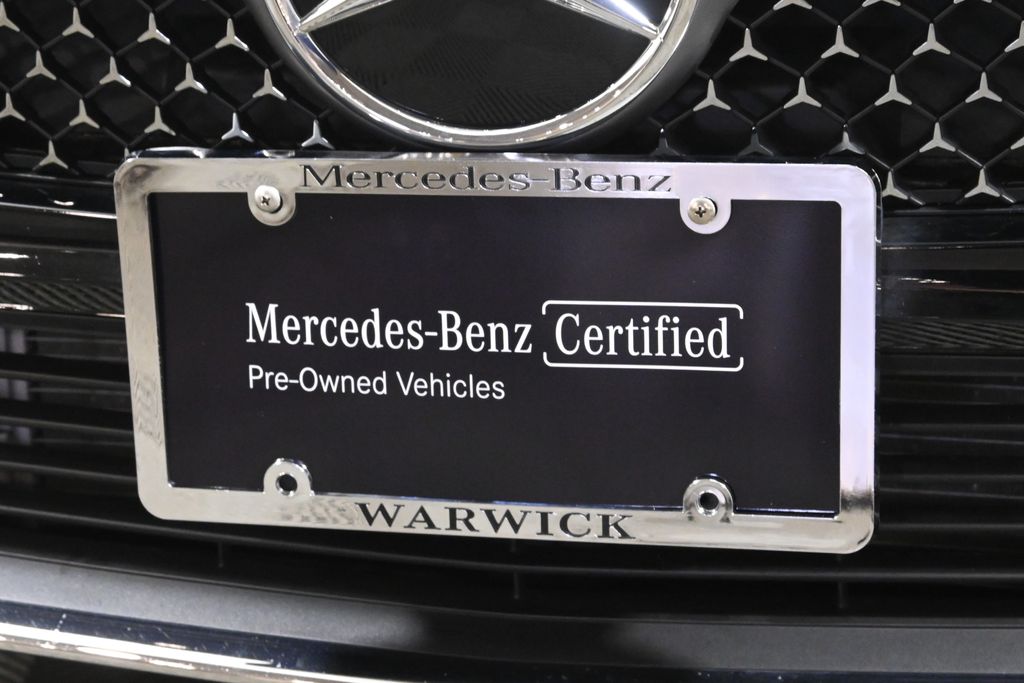 Mercedes-Benz
Mercedes-Benz Certified
Pre-Owned Vehicles
WARWICK